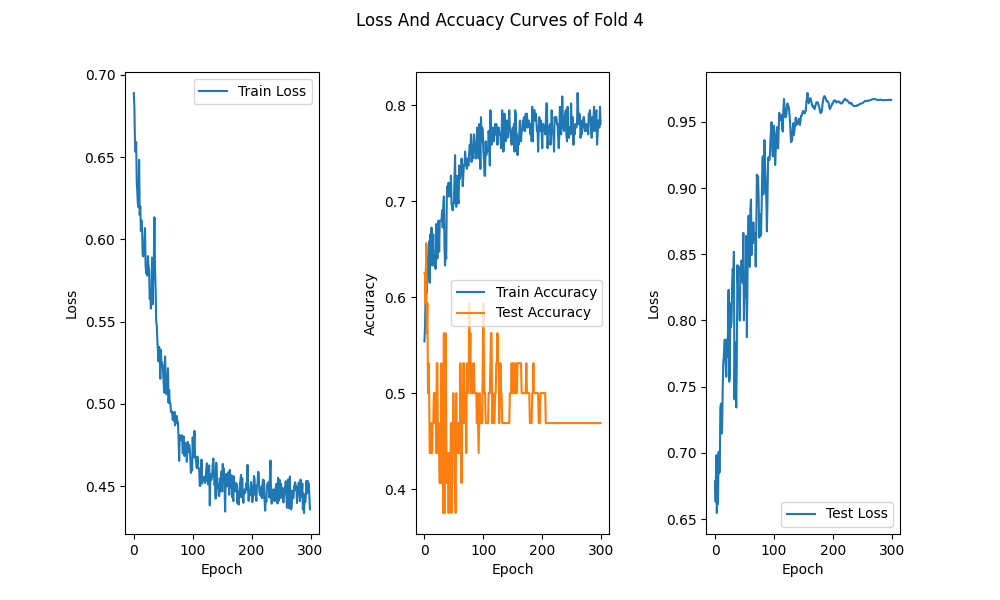 Loss And Accuacy Curves of Fold 4
0.70
0.65
0.60
0.55
0.50
0.45
Loss
Train Loss
0 100 200 300
Epoch
0.8
0.7
0.6
0.5
0.4
Accuracy
Train Accuracy
Test Accuracy
0 100 200 300
Epoch
0.95
0.90
0.85
0.80
0.75
0.70
0.65
Loss
Test Loss
0 100 200 300
Epoch